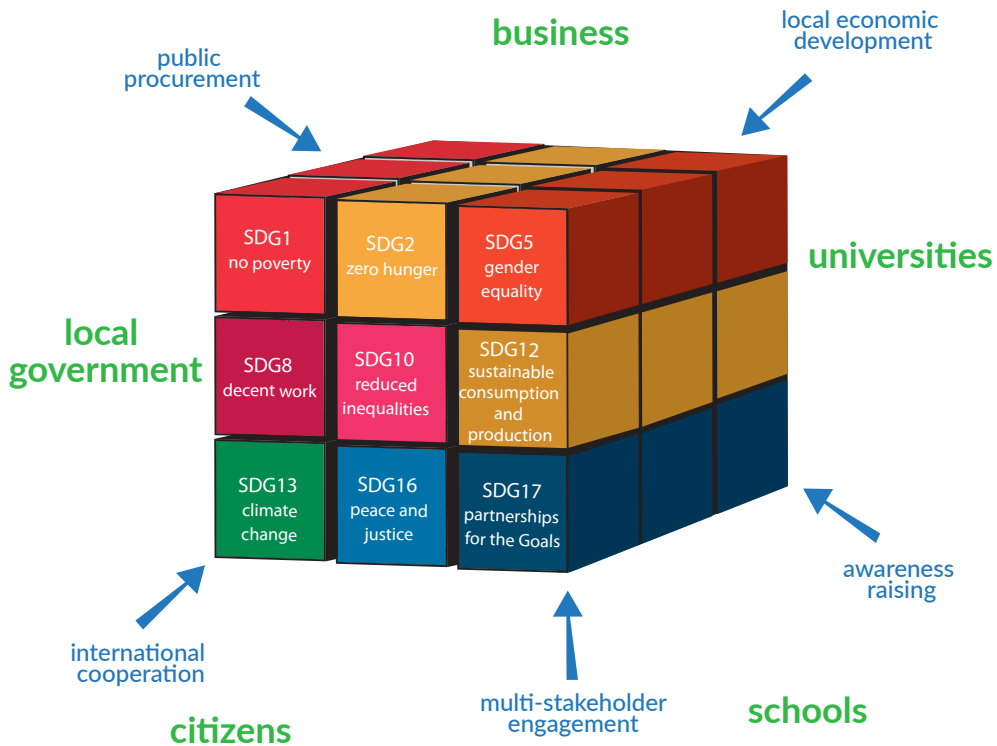 business
local economic
development
public
procurement
SDG1
no poverty
SDG2
zero hunger
SDG5
gender
equality
universities
local
government
SDG8
decent work
SDG10
reduced
inequalities
SDG12
sustainable
consumption
and
production
SDG13
climate
change
SDG16
peace and
justice
SDG17
partnerships
for the Goals
awareness
raising
international
cooperation
multi-stakeholder
engagement
schools
citizens